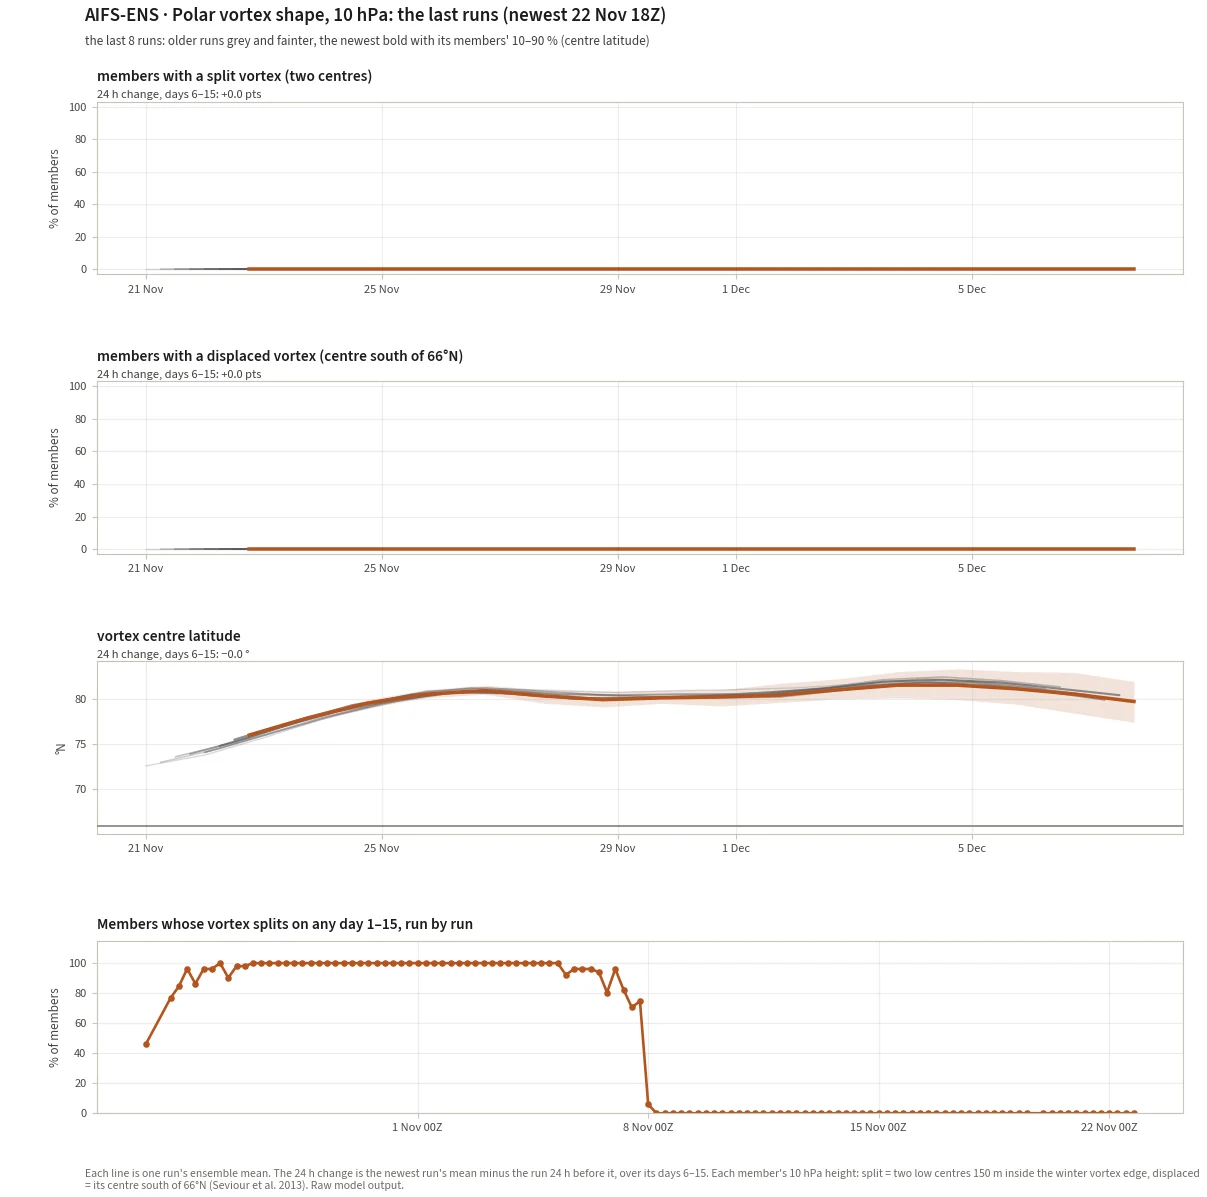 AIFS-ENS · Polar vortex shape, 10 hPa: the last runs (newest 22 Nov 18Z)
the last 8 runs: older runs grey and fainter, the newest bold with its members' 10–90 % (centre latitude)
members with a split vortex (two centres)
24 h change, days 6–15: +0.0 pts
100
80
60
40
20
0
% of members
21 Nov
25 Nov
29 Nov
1 Dec
5 Dec
members with a displaced vortex (centre south of 66°N)
24 h change, days 6–15: +0.0 pts
100
80
60
40
20
0
% of members
21 Nov
25 Nov
29 Nov
1 Dec
5 Dec
vortex centre latitude
24 h change, days 6–15: −0.0 °
80
75
70
°N
21 Nov
25 Nov
29 Nov
1 Dec
5 Dec
Members whose vortex splits on any day 1–15, run by run
100
80
60
40
20
0
% of members
1 Nov 00Z
8 Nov 00Z
15 Nov 00Z
22 Nov 00Z
Each line is one run's ensemble mean. The 24 h change is the newest run's mean minus the run 24 h before it, over its days 6–15. Each member's 10 hPa height: split = two low centres 150 m inside the winter vortex edge, displaced
= its centre south of 66°N (Seviour et al. 2013). Raw model output.